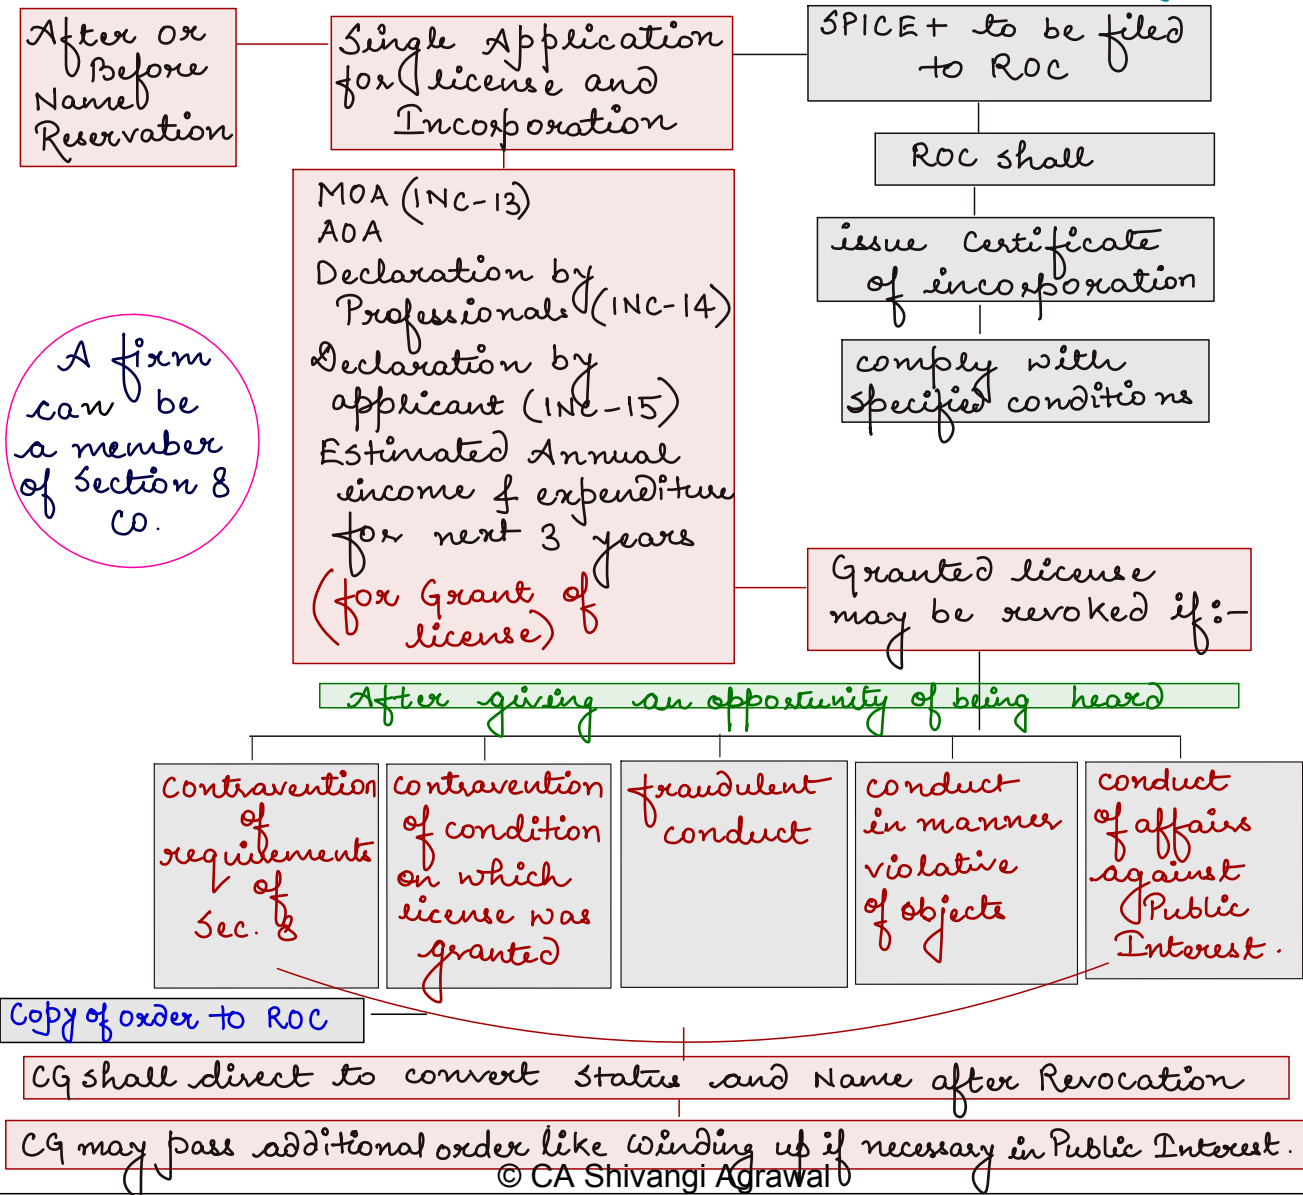 After or
Before
Name
Reservation
Single Application
for license and
Incorporation
SPICE+ to be filed
to ROC
ROC shall
issue Certificate
of incorporation
comply with
specified conditions
MOA (INC-13)
AOA
Declaration by
Professionals (INC-14)
Declaration by
applicant (INC-15)
Estimated Annual
income & expenditure
for next 3 years
(for Grant of
license)
A firm
can be
a member
of Section 8
CO.
Granted license
may be revoked if:-
After giving an opportunity of being heard
Contravention
of
requirements
of
Sec. 8
contravention
of condition
on which
license was
granted
fraudulent
conduct
conduct
in manner
violative
of objects
conduct
of affairs
against
Public
Interest.
Copy of order to ROC
CG shall direct to convert Status and Name after Revocation
CG may pass additional order like Winding up if necessary in Public Interest.
© CA Shivangi Agrawal